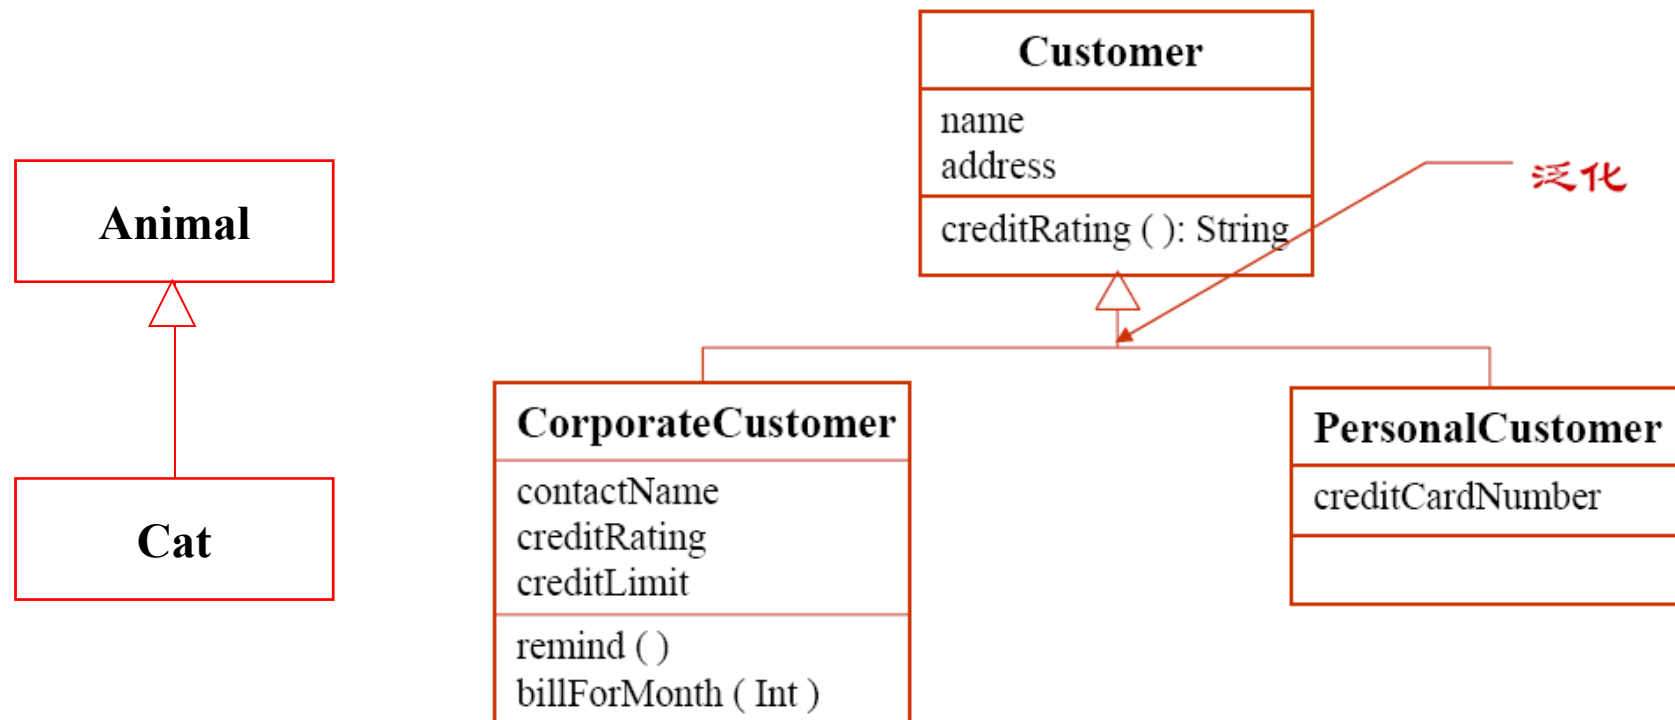 Animal
Cat
Customer
name
address
creditRating ( ): String
泛化
CorporateCustomer
contactName
creditRating
creditLimit
remind ( )
billForMonth ( Int )
PersonalCustomer
creditCardNumber